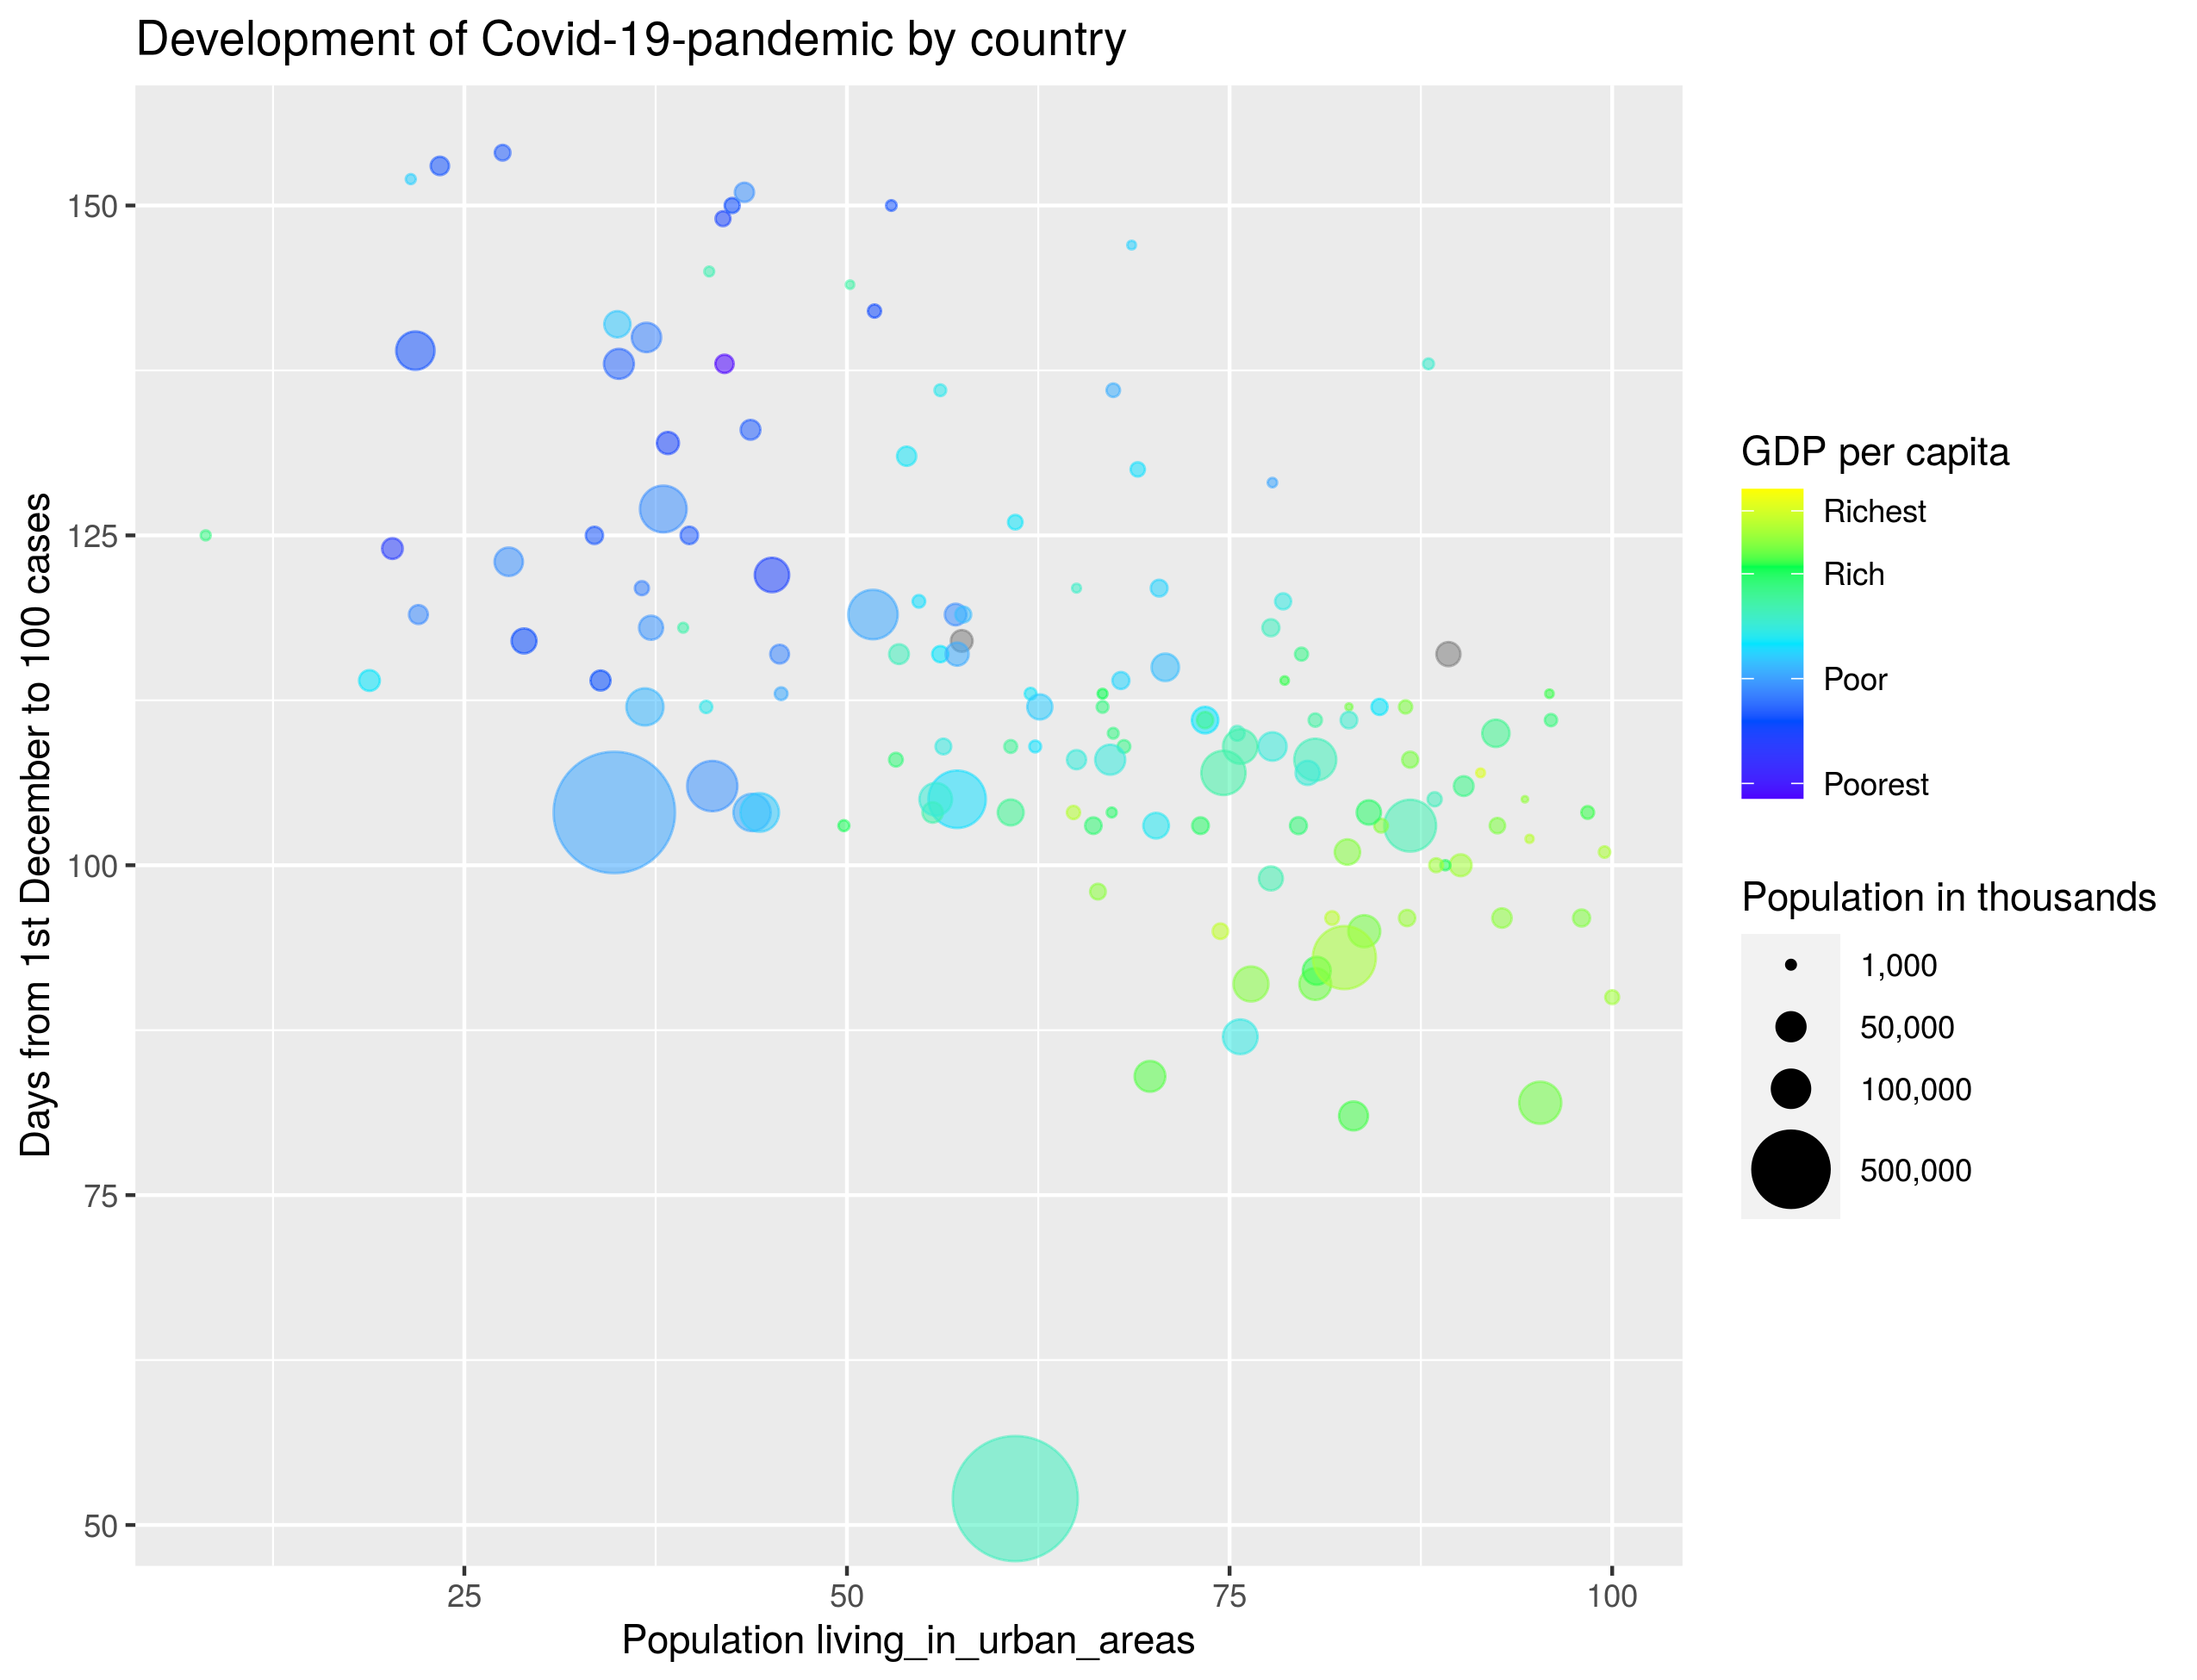 Development of Covid-19-pandemic by country
Days from 1st December to 100 cases
150
125
100
75
50
25
50
75
100
Population living_in_urban_areas
GDP per capita
Richest
Rich
Poor
Poorest
Population in thousands
1,000
50,000
100,000
500,000